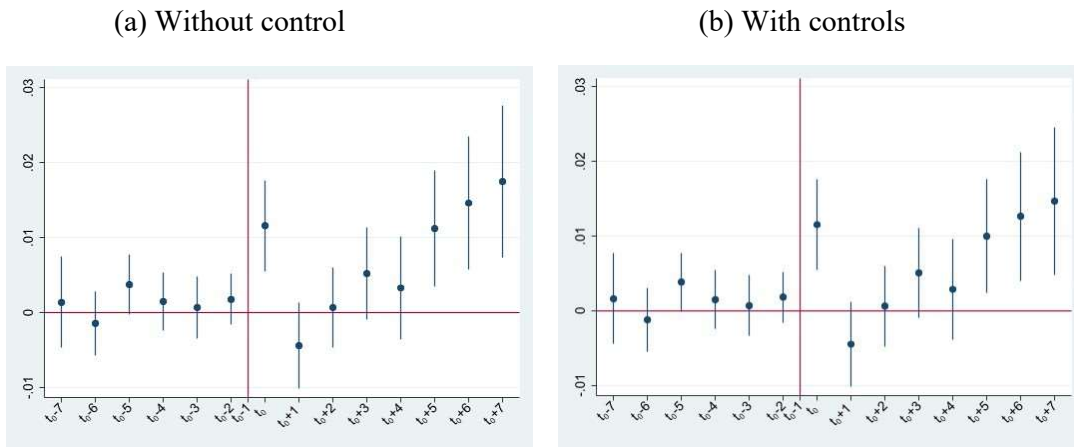 (a) Without control
(b) With controls
.03
.02
.01
0
-.01
t₀-7
t₀-6
t₀-5
t₀-4
t₀-3
t₀-2
t₀-1
t₀
t₀+1
t₀+2
t₀+3
t₀+4
t₀+5
t₀+6
t₀+7
.03
.02
.01
0
-.01
t₀-7
t₀-6
t₀-5
t₀-4
t₀-3
t₀-2
t₀-1
t₀
t₀+1
t₀+2
t₀+3
t₀+4
t₀+5
t₀+6
t₀+7